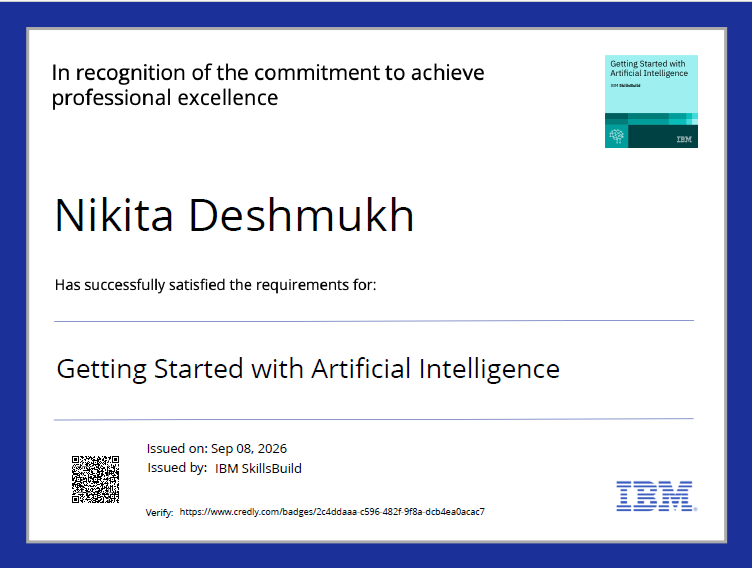 In recognition of the commitment to achieve
professional excellence
Getting Started with
Artificial Intelligence
IBM SkillsBuild
IBM
Nikita Deshmukh
Has successfully satisfied the requirements for:
Getting Started with Artificial Intelligence
Issued on: Sep 08, 2026
Issued by: IBM SkillsBuild
Verify: https://www.credly.com/badges/2c4ddaaa-c596-482f-9f8a-dcb4ea0acac7
IBM